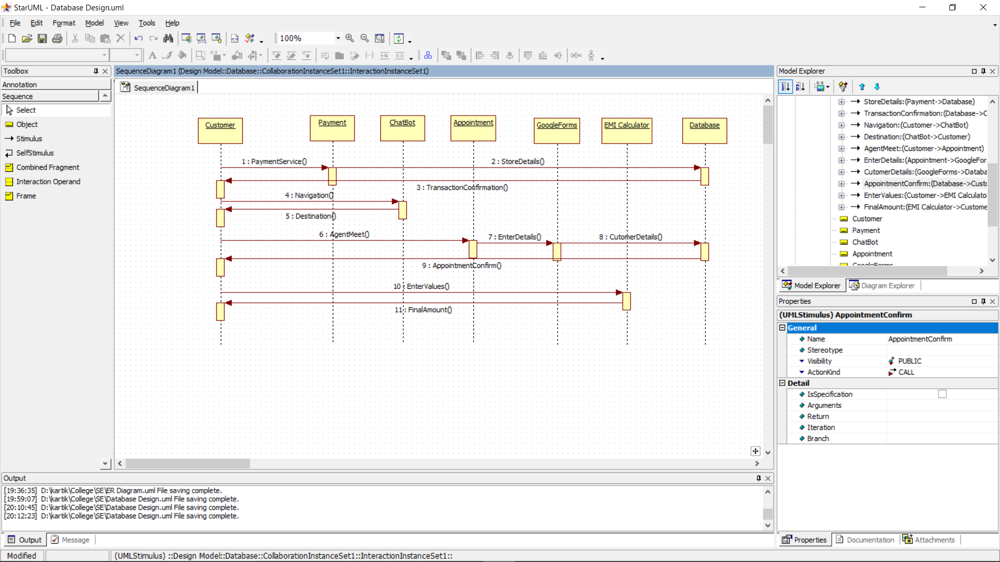 StarUML - Database Design.uml
File Edit Format Model View Tools Help
100%
Toolbox
Annotation
Sequence
Select
Object
Stimulus
SelfStimulus
Combined Fragment
Interaction Operand
Frame
SequenceDiagram1 (Design Model::Database::CollaborationInstanceSet1::InteractionInstanceSet1)
SequenceDiagram1
Customer Payment ChatBot Appointment GoogleForms EMI Calculator Database
1 : PaymentService() 2 : StoreDetails()
3 : TransactionConfirmation()
4 : Navigation()
5 : Destination()
6 : AgentMeet() 7 : EnterDetails() 8 : CutomerDetails()
9 : AppointmentConfirm()
10 : EnterValues()
11 : FinalAmount()
Model Explorer
StoreDetails:(Payment->Database)
TransactionConfirmation:(Database->C
Navigation:(Customer->ChatBot)
Destination:(ChatBot->Customer)
AgentMeet:(Customer->Appointment)
EnterDetails:(Appointment->GoogleFor
CutomerDetails:(GoogleForms->Databa
AppointmentConfirm:(Database->Custo
EnterValues:(Customer->EMI Calculato
FinalAmount:(EMI Calculator->Custome
Customer
Payment
ChatBot
Appointment
GoogleForms
Model Explorer Diagram Explorer
Properties
(UMLStimulus) AppointmentConfirm
General
Name AppointmentConfirm
Stereotype
Visibility PUBLIC
ActionKind CALL
Detail
IsSpecification
Arguments
Return
Iteration
Branch
Output
[19:36:35] D:\kartik\College\SE\ER Diagram.uml File saving complete.
[19:59:07] D:\kartik\College\SE\Database Design.uml File saving complete.
[20:10:45] D:\kartik\College\SE\Database Design.uml File saving complete.
[20:12:23] D:\kartik\College\SE\Database Design.uml File saving complete.
Output Message
Properties Documentation Attachments
Modified (UMLStimulus) ::Design Model::Database::CollaborationInstanceSet1::InteractionInstanceSet1::